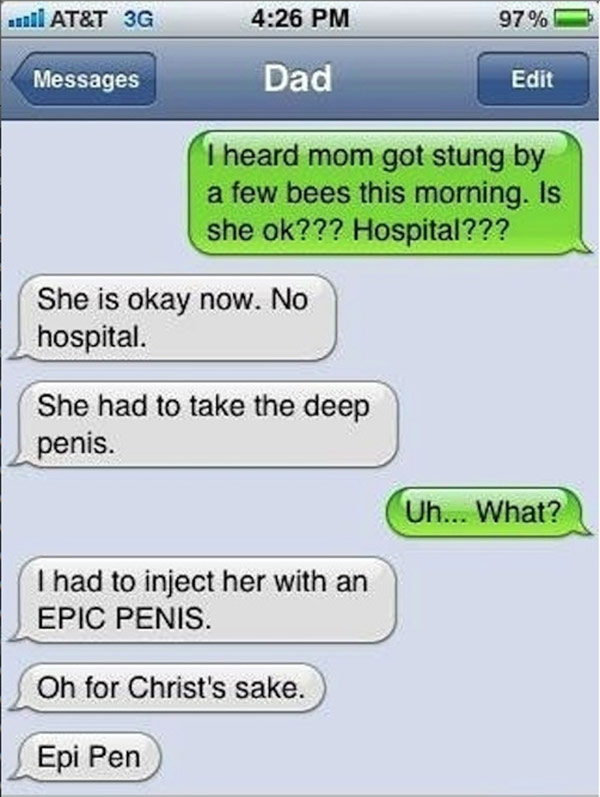 AT&T 3G 4:26 PM 97%
Messages Dad Edit
I heard mom got stung by
a few bees this morning. Is
she ok??? Hospital???
She is okay now. No
hospital.
She had to take the deep
penis.
Uh... What?
I had to inject her with an
EPIC PENIS.
Oh for Christ's sake.
Epi Pen